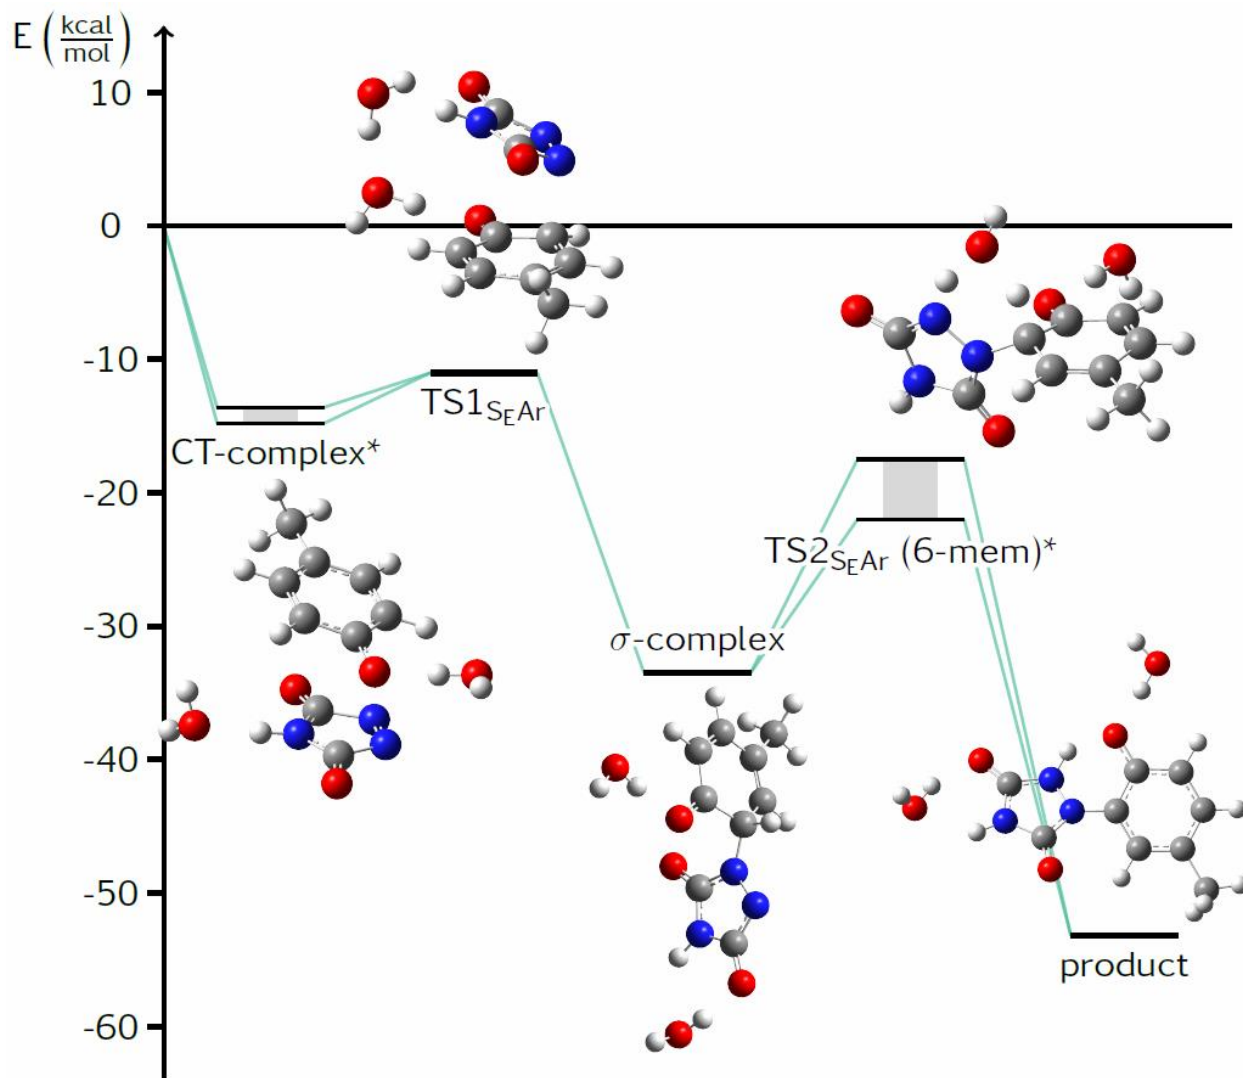 E (kcal/mol)
10
0
-10
TS1SEAr
CT-complex*
-20
TS2SEAr (6-mem)*
-30
σ-complex
-40
-50
product
-60